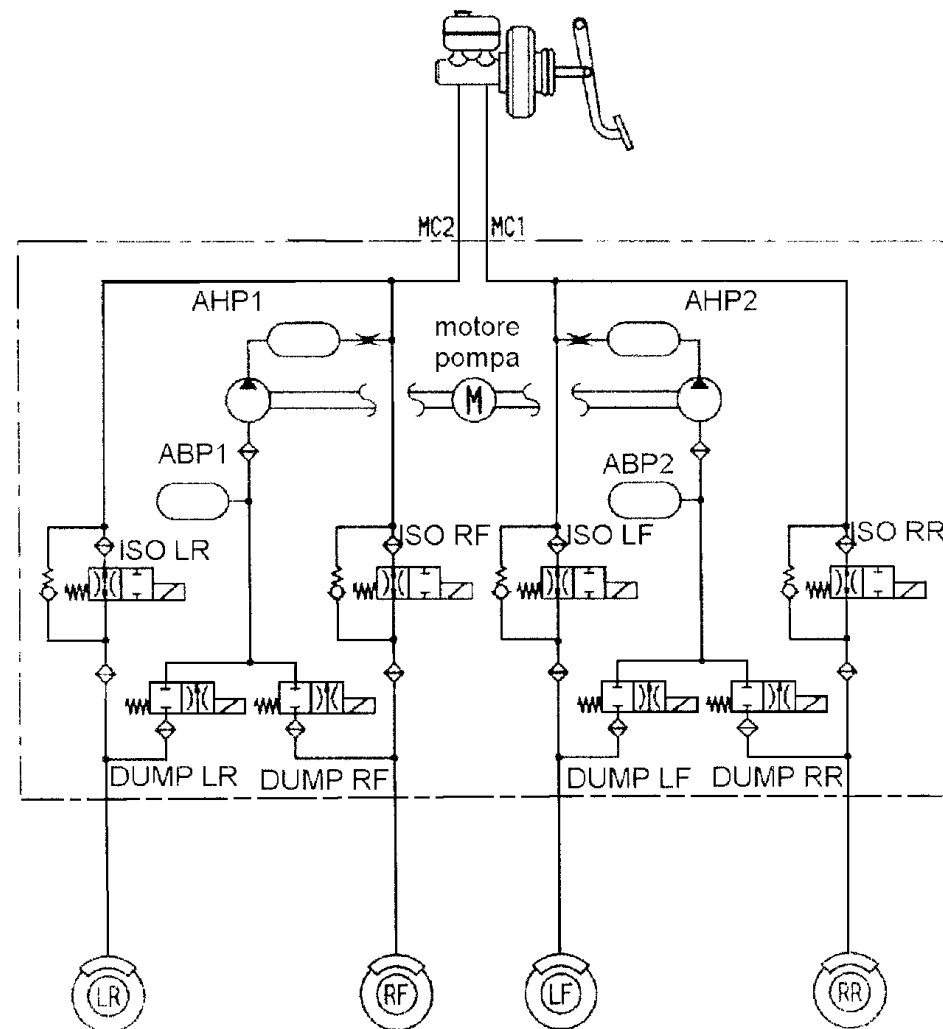 MC2 MC1
AHP1 AHP2
motore
pompa
M
ABP1 ABP2
ISO LR ISO RF ISO LF ISO RR
DUMP LR DUMP RF DUMP LF DUMP RR
LR RF LF RR